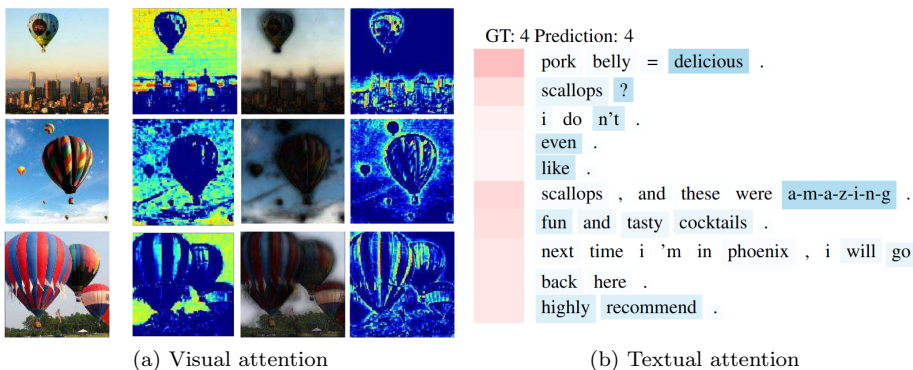 GT: 4 Prediction: 4
pork belly = delicious .
scallops ?
i do n't .
even .
like .
scallops , and these were a-m-a-z-i-n-g .
fun and tasty cocktails .
next time i 'm in phoenix , i will go
back here .
highly recommend .
(a) Visual attention
(b) Textual attention